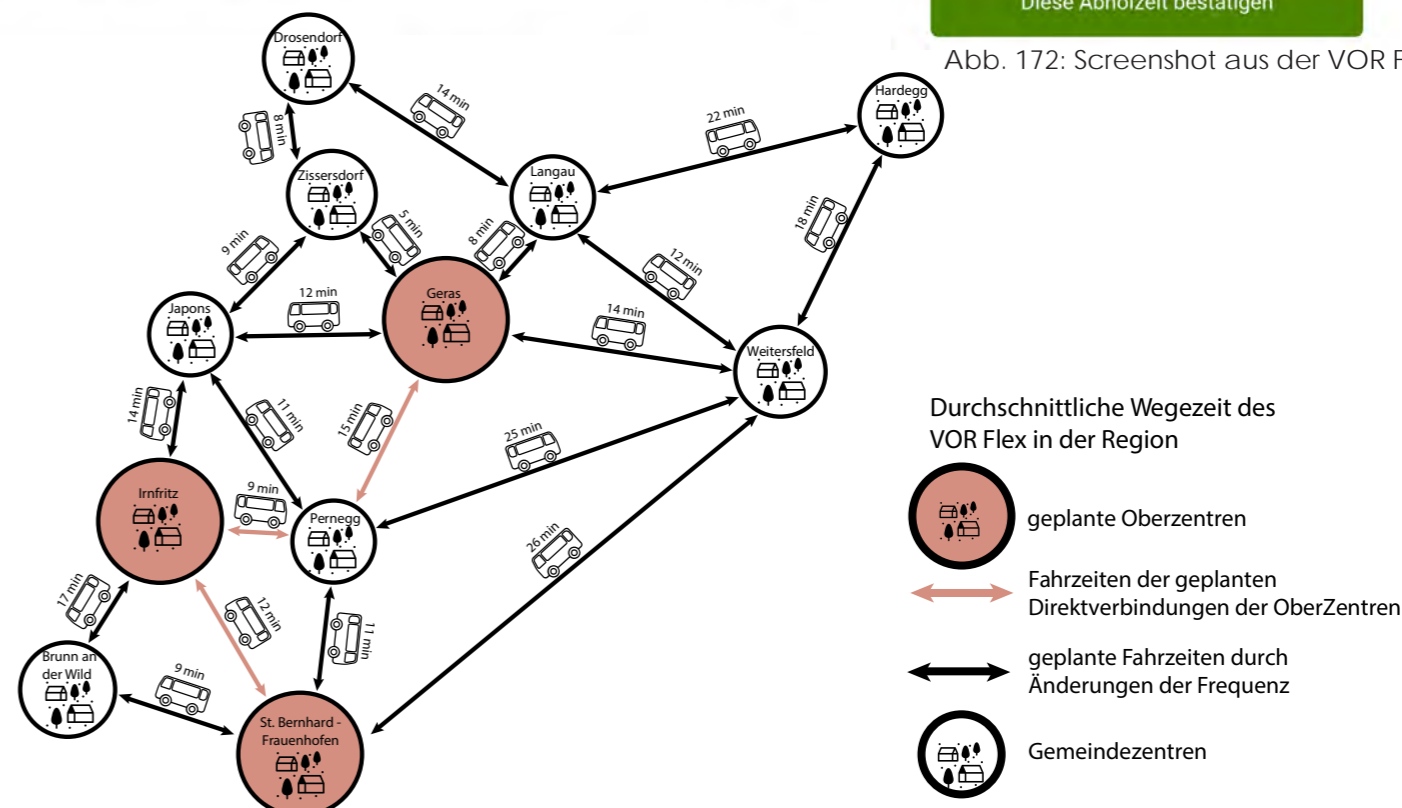 Diese Abholzeit bestätigen
Abb. 172: Screenshot aus der VOR F
Drosendorf
14 min
8 min
Hardegg
22 min
Zissersdorf
Langau
5 min
8 min
18 min
9 min
12 min
12 min
Geras
Japons
14 min
Weitersfeld
14 min
11 min
15 min
25 min
Irnfritz
9 min
Pernegg
26 min
17 min
12 min
11 min
Brunn an
der Wild
9 min
St. Bernhard -
Frauenhofen
Durchschnittliche Wegezeit des
VOR Flex in der Region
geplante Oberzentren
Fahrzeiten der geplanten
Direktverbindungen der OberZentren
geplante Fahrzeiten durch
Änderungen der Frequenz
Gemeindezentren